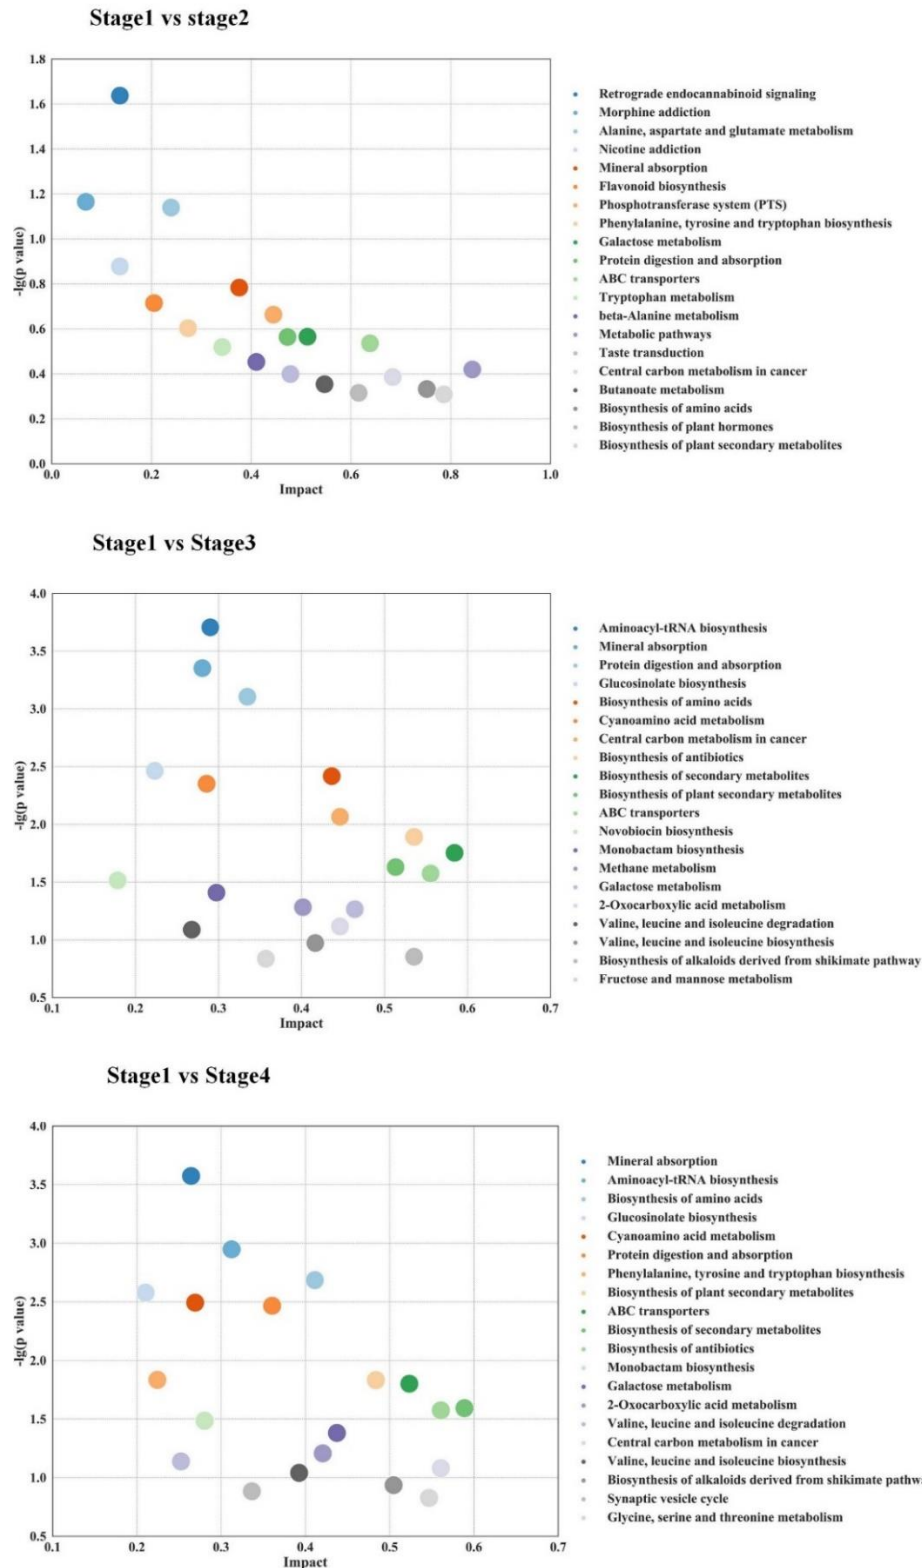 Stage1 vs stage2
1.8
1.6
1.4
1.2
1.0
0.8
0.6
0.4
0.2
0.0
-lg(p value)
0.0 0.2 0.4 0.6 0.8 1.0
Impact
Retrograde endocannabinoid signaling
Morphine addiction
Alanine, aspartate and glutamate metabolism
Nicotine addiction
Mineral absorption
Flavonoid biosynthesis
Phosphotransferase system (PTS)
Phenylalanine, tyrosine and tryptophan biosynthesis
Galactose metabolism
Protein digestion and absorption
ABC transporters
Tryptophan metabolism
beta-Alanine metabolism
Metabolic pathways
Taste transduction
Central carbon metabolism in cancer
Butanoate metabolism
Biosynthesis of amino acids
Biosynthesis of plant hormones
Biosynthesis of plant secondary metabolites
Stage1 vs Stage3
4.0
3.5
3.0
2.5
2.0
1.5
1.0
0.5
-lg(p value)
0.1 0.2 0.3 0.4 0.5 0.6 0.7
Impact
Aminoacyl-tRNA biosynthesis
Mineral absorption
Protein digestion and absorption
Glucosinolate biosynthesis
Biosynthesis of amino acids
Cyanoamino acid metabolism
Central carbon metabolism in cancer
Biosynthesis of antibiotics
Biosynthesis of secondary metabolites
Biosynthesis of plant secondary metabolites
ABC transporters
Novobiocin biosynthesis
Monobactam biosynthesis
Methane metabolism
Galactose metabolism
2-Oxocarboxylic acid metabolism
Valine, leucine and isoleucine degradation
Valine, leucine and isoleucine biosynthesis
Biosynthesis of alkaloids derived from shikimate pathway
Fructose and mannose metabolism
Stage1 vs Stage4
4.0
3.5
3.0
2.5
2.0
1.5
1.0
0.5
-lg(p value)
0.1 0.2 0.3 0.4 0.5 0.6 0.7
Impact
Mineral absorption
Aminoacyl-tRNA biosynthesis
Biosynthesis of amino acids
Glucosinolate biosynthesis
Cyanoamino acid metabolism
Protein digestion and absorption
Phenylalanine, tyrosine and tryptophan biosynthesis
Biosynthesis of plant secondary metabolites
ABC transporters
Biosynthesis of secondary metabolites
Biosynthesis of antibiotics
Monobactam biosynthesis
Galactose metabolism
2-Oxocarboxylic acid metabolism
Valine, leucine and isoleucine degradation
Central carbon metabolism in cancer
Valine, leucine and isoleucine biosynthesis
Biosynthesis of alkaloids derived from shikimate pathwa
Synaptic vesicle cycle
Glycine, serine and threonine metabolism